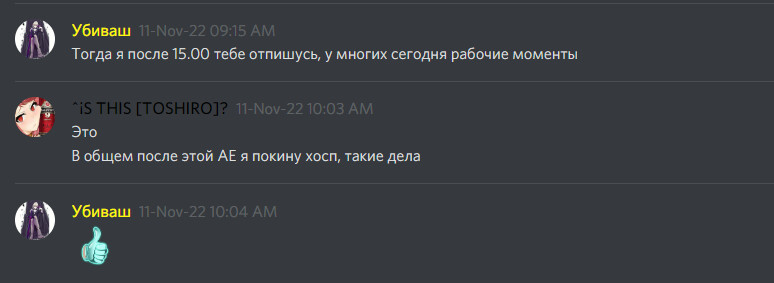 Убиваш 11-Nov-22 09:15 AM
Тогда я после 15.00 тебе отпишусь, у многих сегодня рабочие моменты
^iS THIS [TOSHIRO]? 11-Nov-22 10:03 AM
Это
В общем после этой АЕ я покину хосп, такие дела
Убиваш 11-Nov-22 10:04 AM